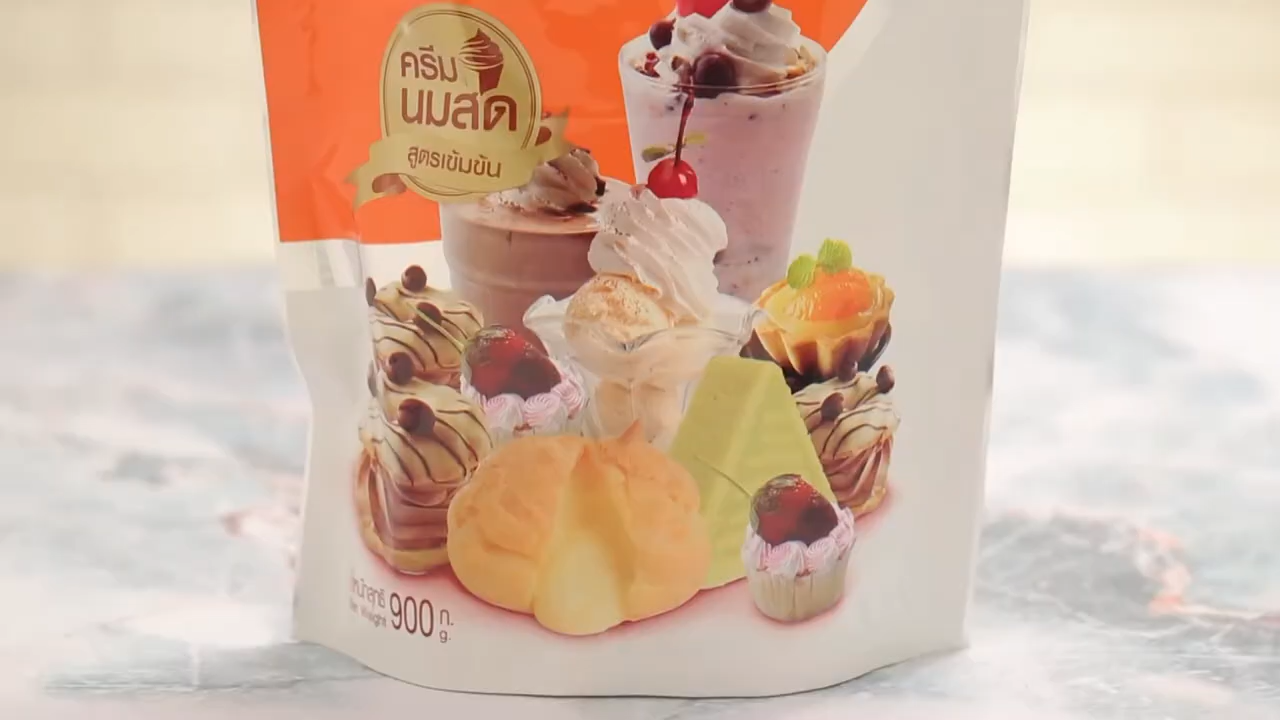 ครีม
นมสด
สูตรเข้มข้น
น้ำหนักสุทธิ 900 ก.
Net Weight g.